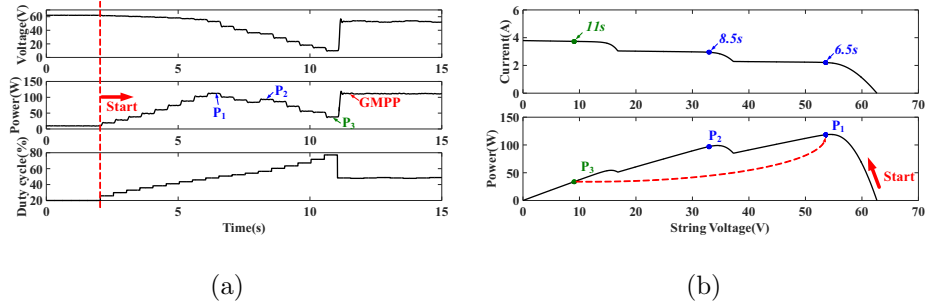 Voltage(V)
60
40
20
0
5
10
15
Power(W)
150
100
50
0
Start
P1
P2
P3
GMPP
0
5
10
15
Duty cycle(%)
80
60
40
20
0
5
10
15
Time(s)
(a)
Current(A)
6
4
2
0
11s
8.5s
6.5s
0
10
20
30
40
50
60
70
Power(W)
150
100
50
0
P3
P2
P1
Start
0
10
20
30
40
50
60
70
String Voltage(V)
(b)